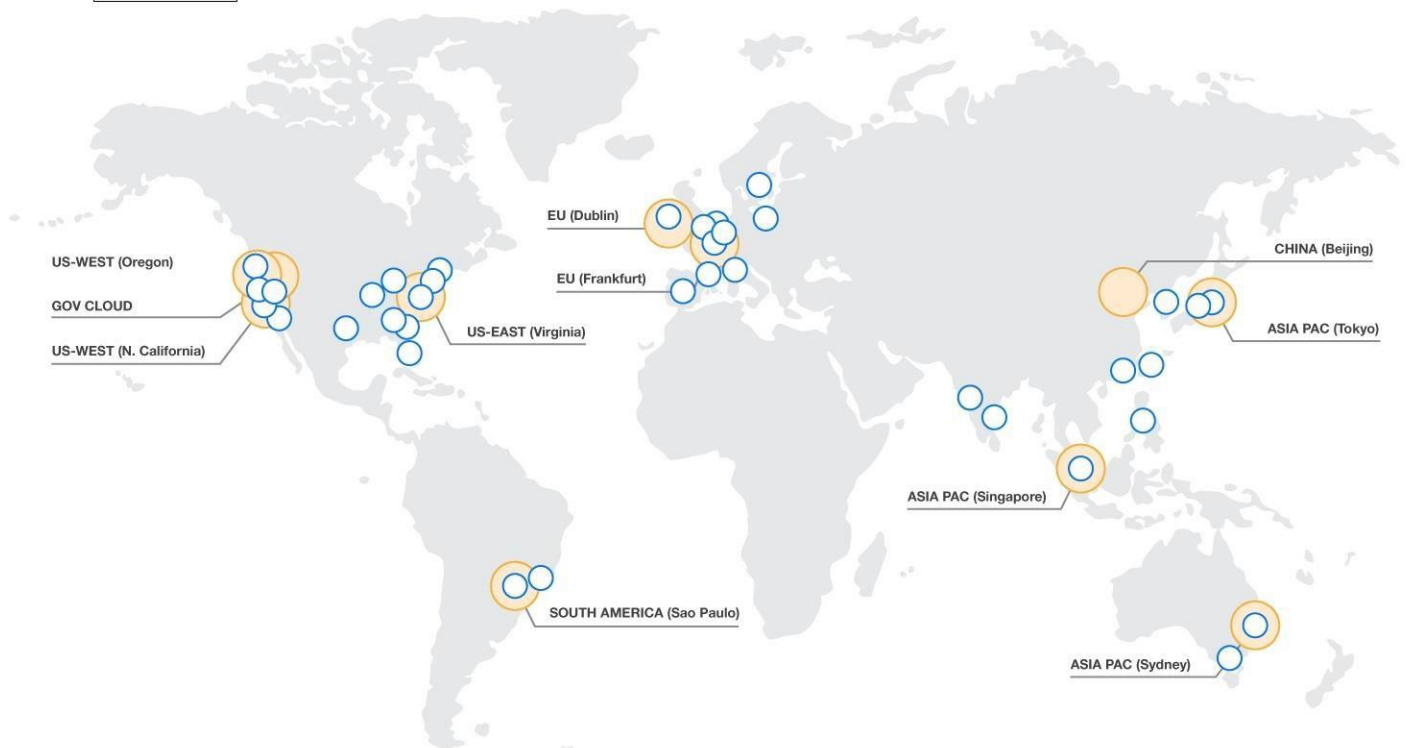 US-WEST (Oregon)
GOV CLOUD
US-WEST (N. California)
US-EAST (Virginia)
EU (Dublin)
EU (Frankfurt)
CHINA (Beijing)
ASIA PAC (Tokyo)
ASIA PAC (Singapore)
SOUTH AMERICA (Sao Paulo)
ASIA PAC (Sydney)